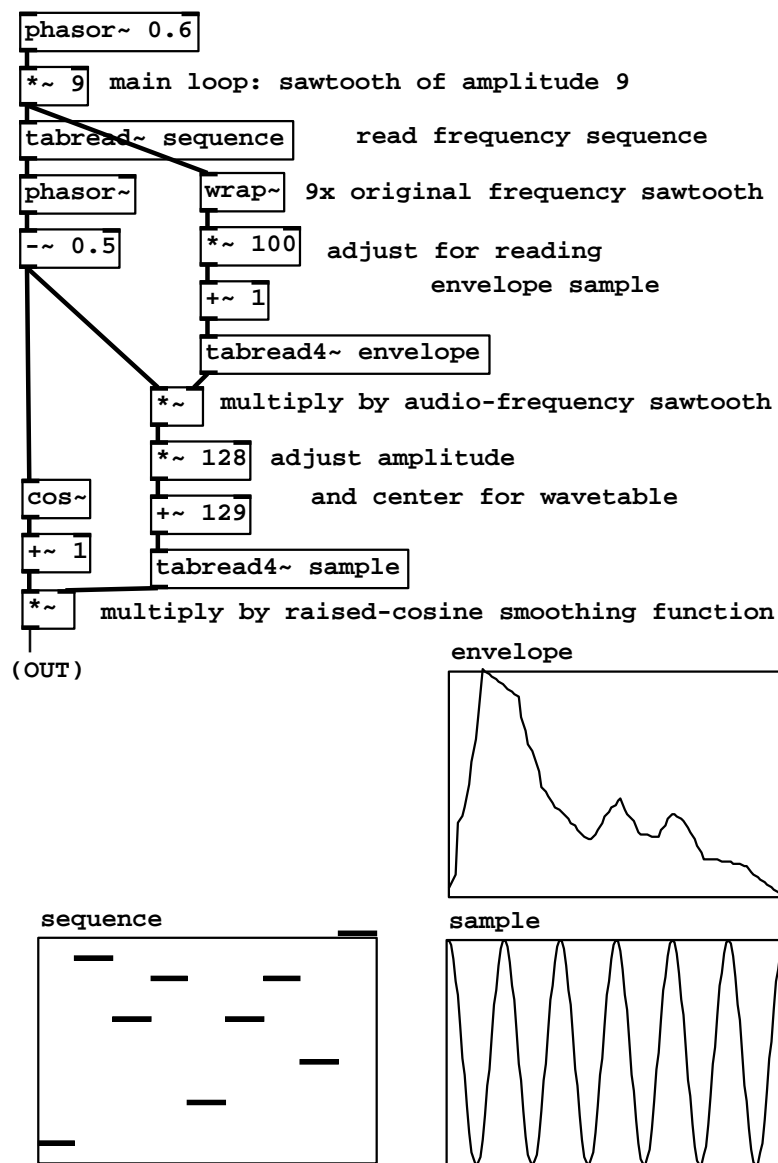 phasor~ 0.6
*~ 9 main loop: sawtooth of amplitude 9
tabread~ sequence read frequency sequence
phasor~ wrap~ 9x original frequency sawtooth
-~ 0.5 *~ 100 adjust for reading
+~ 1 envelope sample
tabread4~ envelope
*~ multiply by audio-frequency sawtooth
*~ 128 adjust amplitude
cos~ +~ 129 and center for wavetable
+~ 1 tabread4~ sample
*~ multiply by raised-cosine smoothing function
(OUT)
envelope
sequence sample